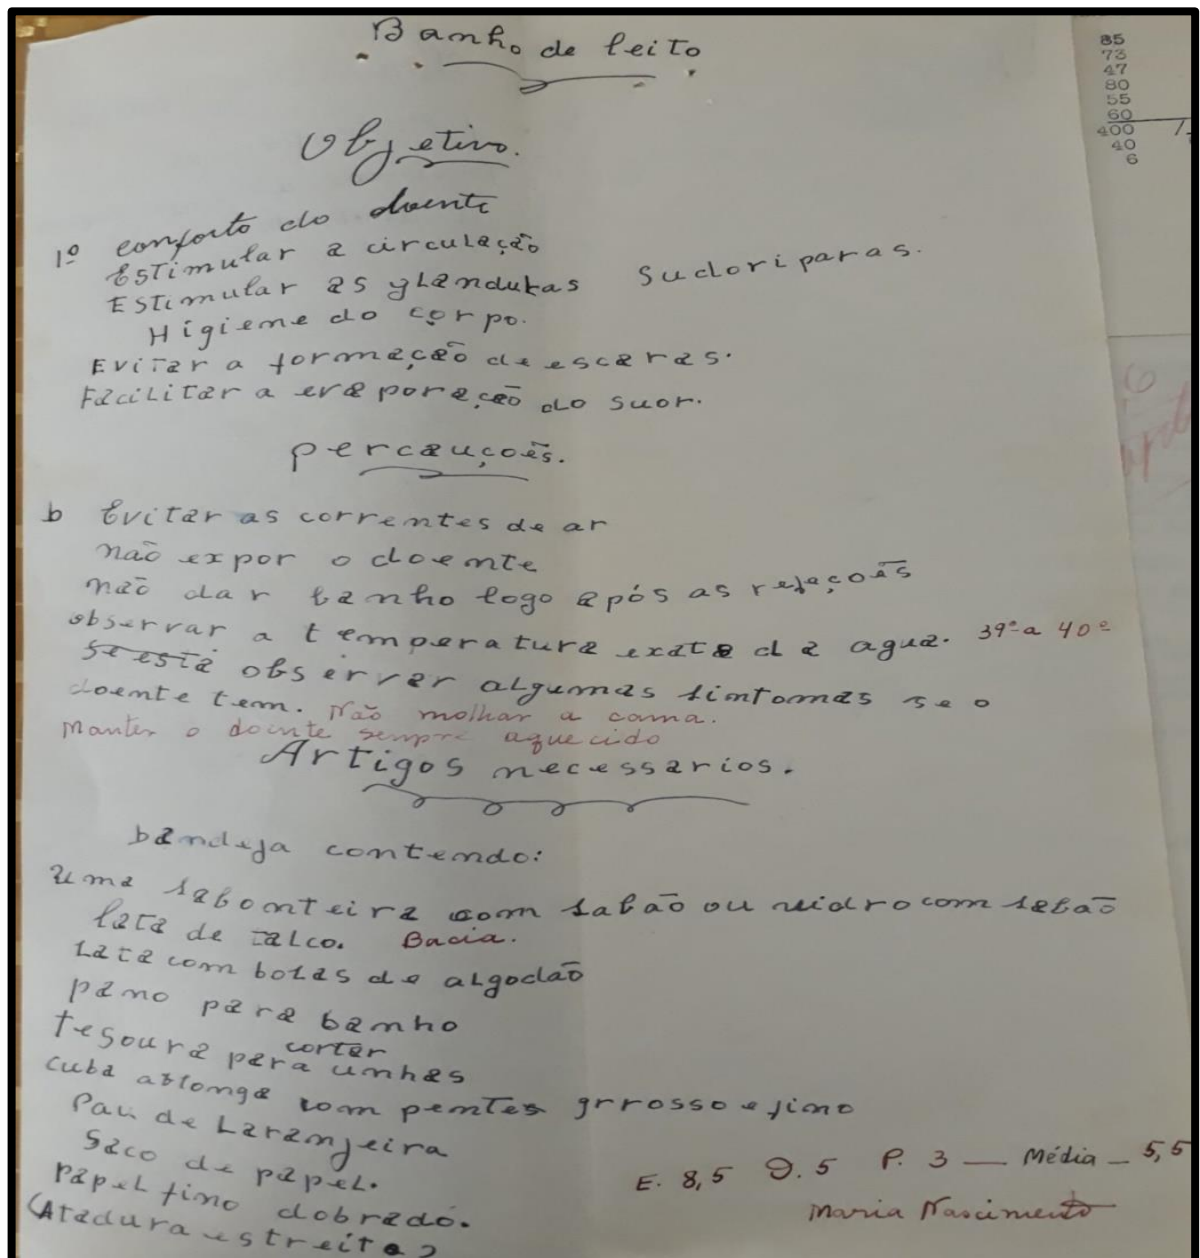 Banho de leito
Objetivo.
1º conforto do doente
Estimular a circulação
Estimular as glandulas Sudoriparas.
Higiene do corpo.
Evitar a formação de escaras.
Facilitar a evaporação do suor.
percauções.
b Evitar as correntes de ar
não expor o doente
não dar banho logo após as refeições
observar a temperatura exata da agua. 39º a 40º
se está observar algumas sintomas se o
doente tem. Não molhar a cama.
Manter o doente sempre aquecido
Artigos necessarios.
bandeja contendo:
uma sabonteira com sabão ou vidro com sabão
lata de talco. Bacia.
Lata com bolas de algodão
pano para banho
tesoura para cortar unhas
cuba oblonga com pentes grrosso e fino
Pau de Laranjeira
Saco de papel.
Papel fino dobrado.
(Atadura estreita)
E. 8,5 D. 5 P. 3 — Média — 5,5
Maria Nascimento
85
73
47
80
55
60
400
40
6